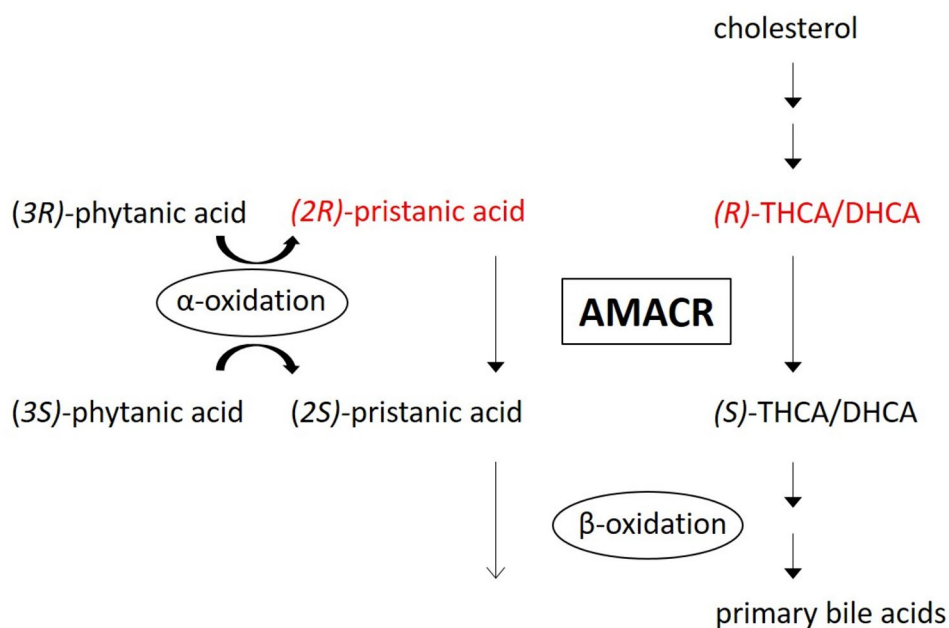 cholesterol
(3R)-phytanic acid
(2R)-pristanic acid
(R)-THCA/DHCA
α-oxidation
AMACR
(3S)-phytanic acid
(2S)-pristanic acid
(S)-THCA/DHCA
β-oxidation
primary bile acids